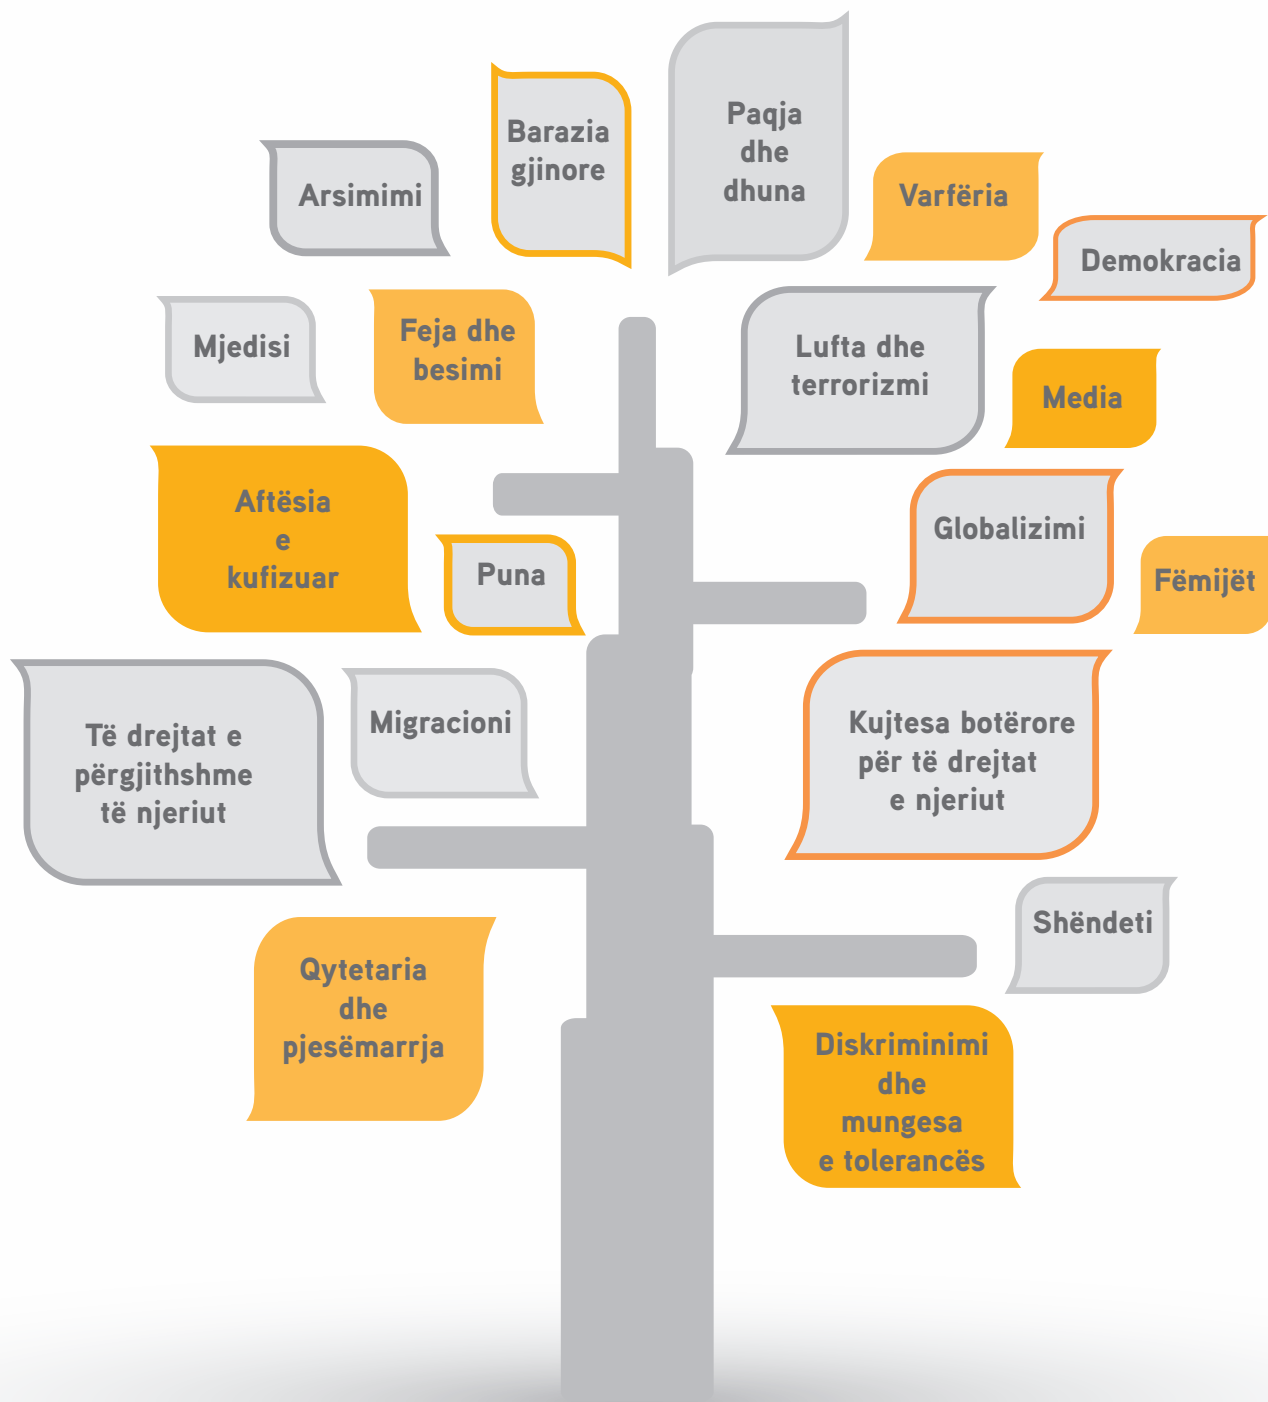 Paqja
dhe
dhuna
Barazia
gjinore
Arsimimi
Varfëria
Demokracia
Mjedisi
Feja dhe
besimi
Lufta dhe
terrorizmi
Media
Aftësia
e
kufizuar
Puna
Globalizimi
Fëmijët
Të drejtat e
përgjithshme
të njeriut
Migracioni
Kujtesa botërore
për të drejtat
e njeriut
Shëndeti
Qytetaria
dhe
pjesëmarrja
Diskriminimi
dhe
mungesa
e tolerancës